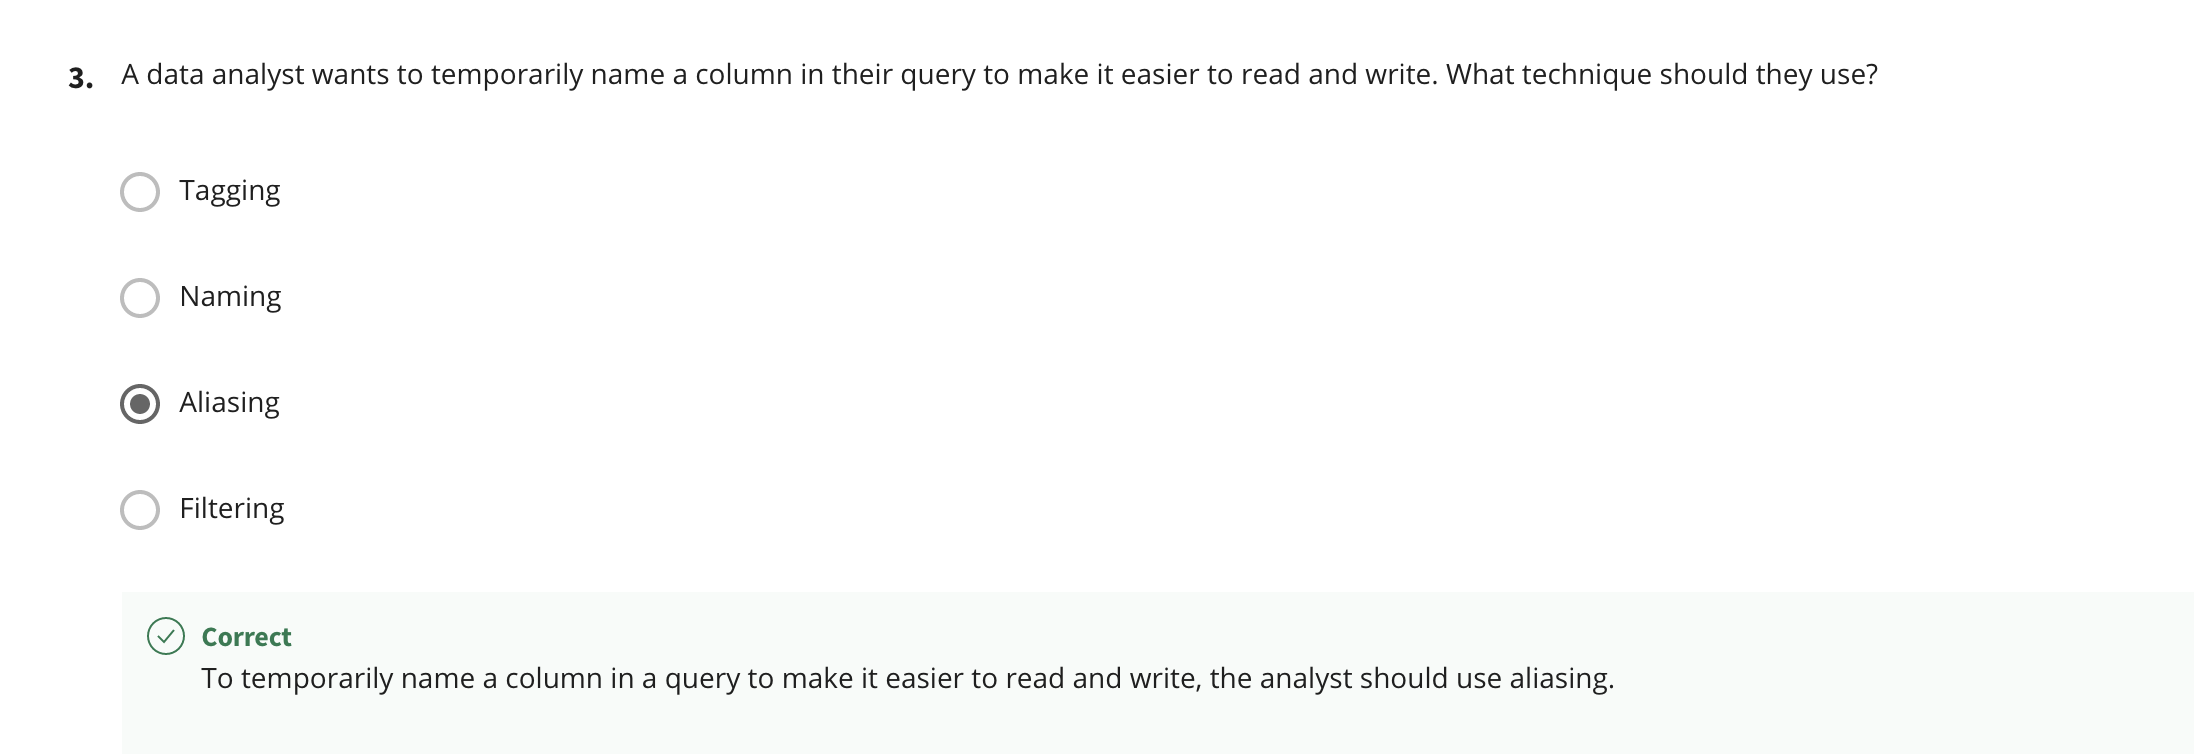 3. A data analyst wants to temporarily name a column in their query to make it easier to read and write. What technique should they use?
Tagging
Naming
Aliasing
Filtering
Correct
To temporarily name a column in a query to make it easier to read and write, the analyst should use aliasing.